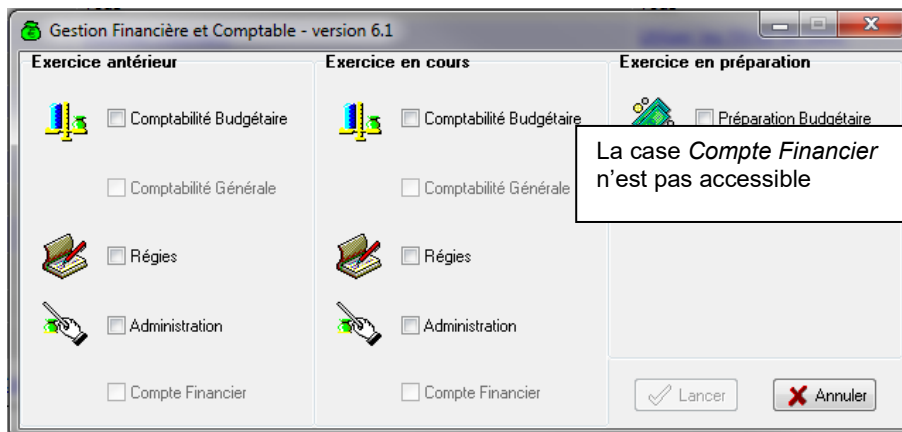 Gestion Financière et Comptable - version 6.1
Exercice antérieur
Comptabilité Budgétaire
Comptabilité Générale
Régies
Administration
Compte Financier
Exercice en cours
Comptabilité Budgétaire
Comptabilité Générale
Régies
Administration
Compte Financier
Exercice en préparation
Préparation Budgétaire
La case Compte Financier
n'est pas accessible
Lancer
Annuler